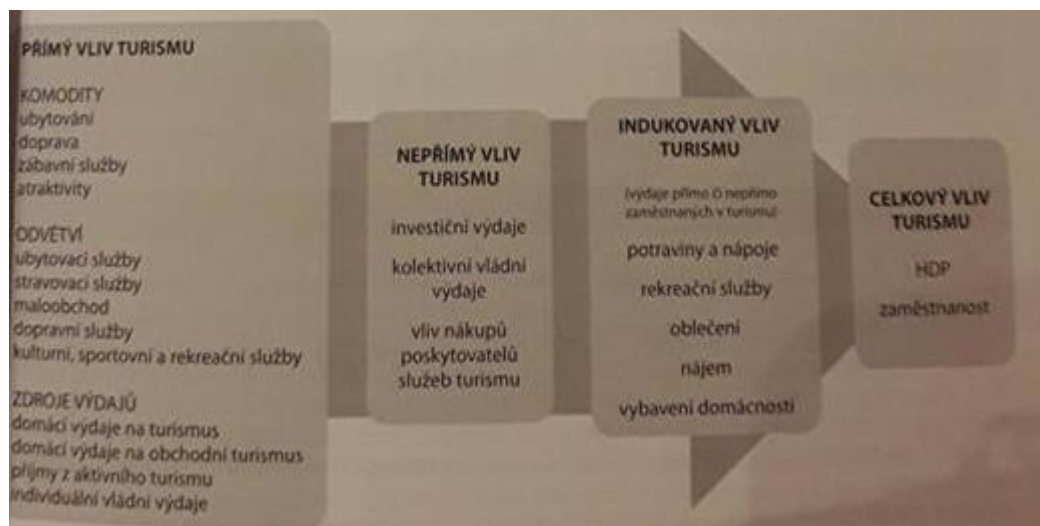 PŘÍMÝ VLIV TURISMU
KOMODITY
ubytování
doprava
zábavní služby
atraktivity
ODVĚTVÍ
ubytovací služby
stravovací služby
maloobchod
dopravní služby
kulturní, sportovní a rekreační služby
ZDROJE VÝDAJŮ
domácí výdaje na turismus
domácí výdaje na obchodní turismus
příjmy z aktivního turismu
individuální vládní výdaje
NEPŘÍMÝ VLIV
TURISMU
investiční výdaje
kolektivní vládní
výdaje
vliv nákupů
poskytovatelů
služeb turismu
INDUKOVANÝ VLIV
TURISMU
(výdaje přímo či nepřímo
zaměstnaných v turismu)
potraviny a nápoje
rekreační služby
oblečení
nájem
vybavení domácností
CELKOVÝ VLIV
TURISMU
HDP
zaměstnanost